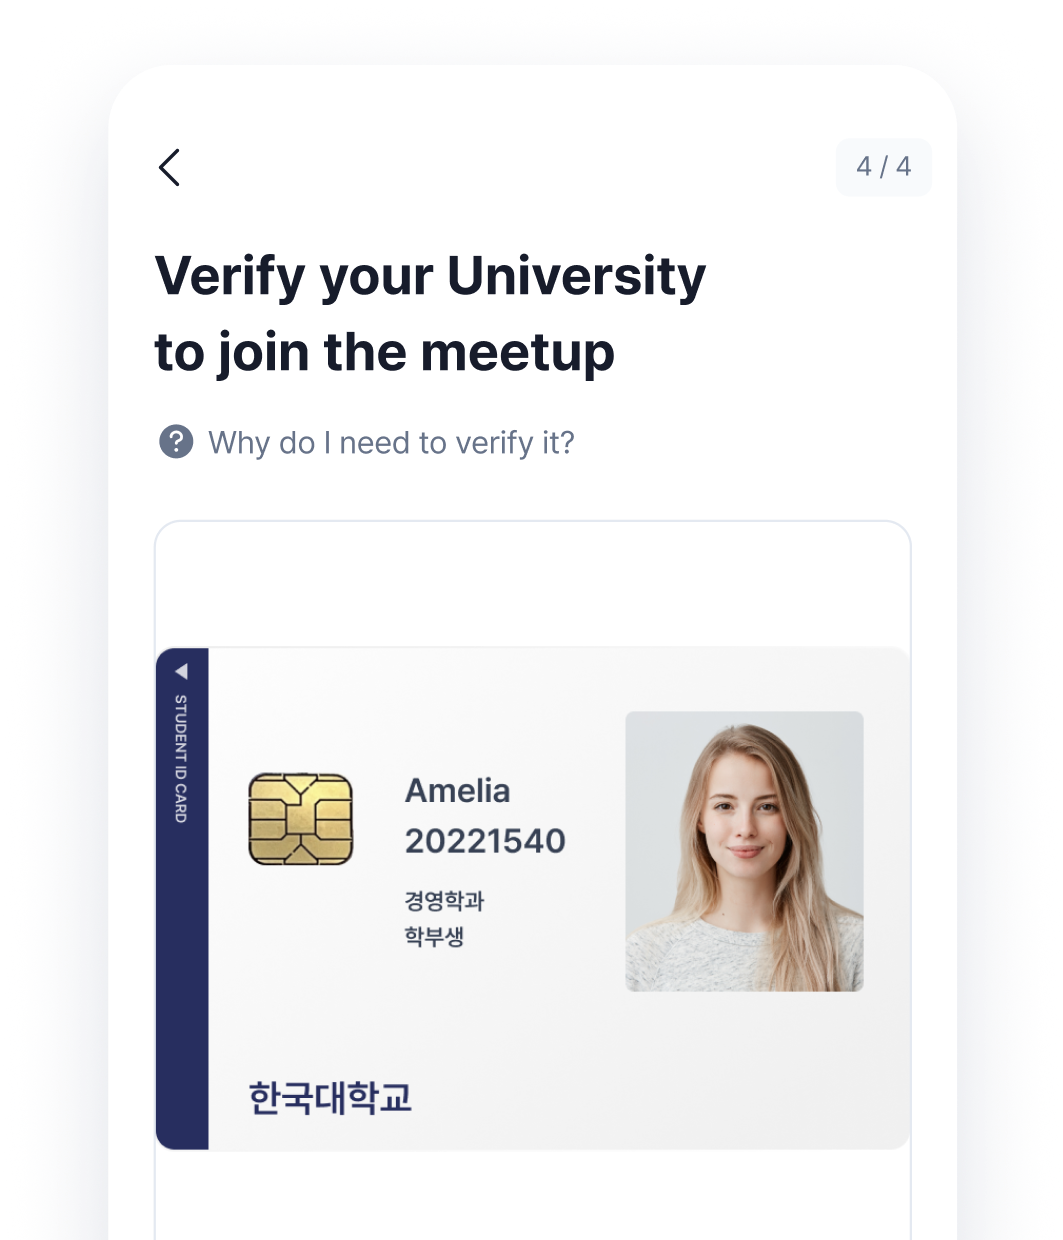 4 / 4
Verify your University
to join the meetup
? Why do I need to verify it?
STUDENT ID CARD
Amelia
20221540
경영학과
학부생
한국대학교